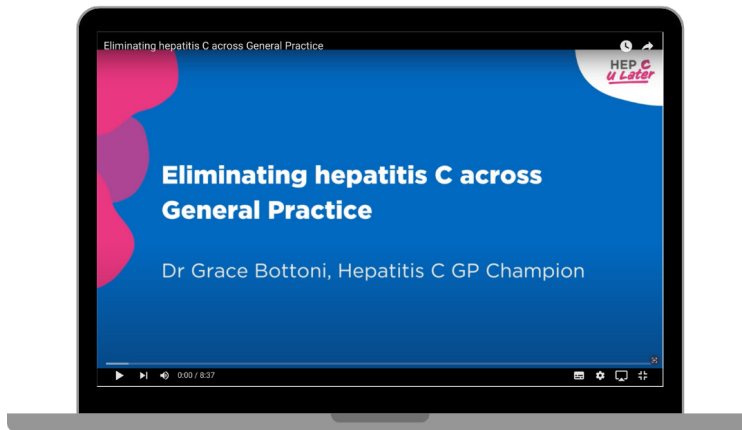 Eliminating hepatitis C across General Practice
HEP C
U Later
Eliminating hepatitis C across
General Practice
Dr Grace Bottoni, Hepatitis C GP Champion
0:00 / 8:37